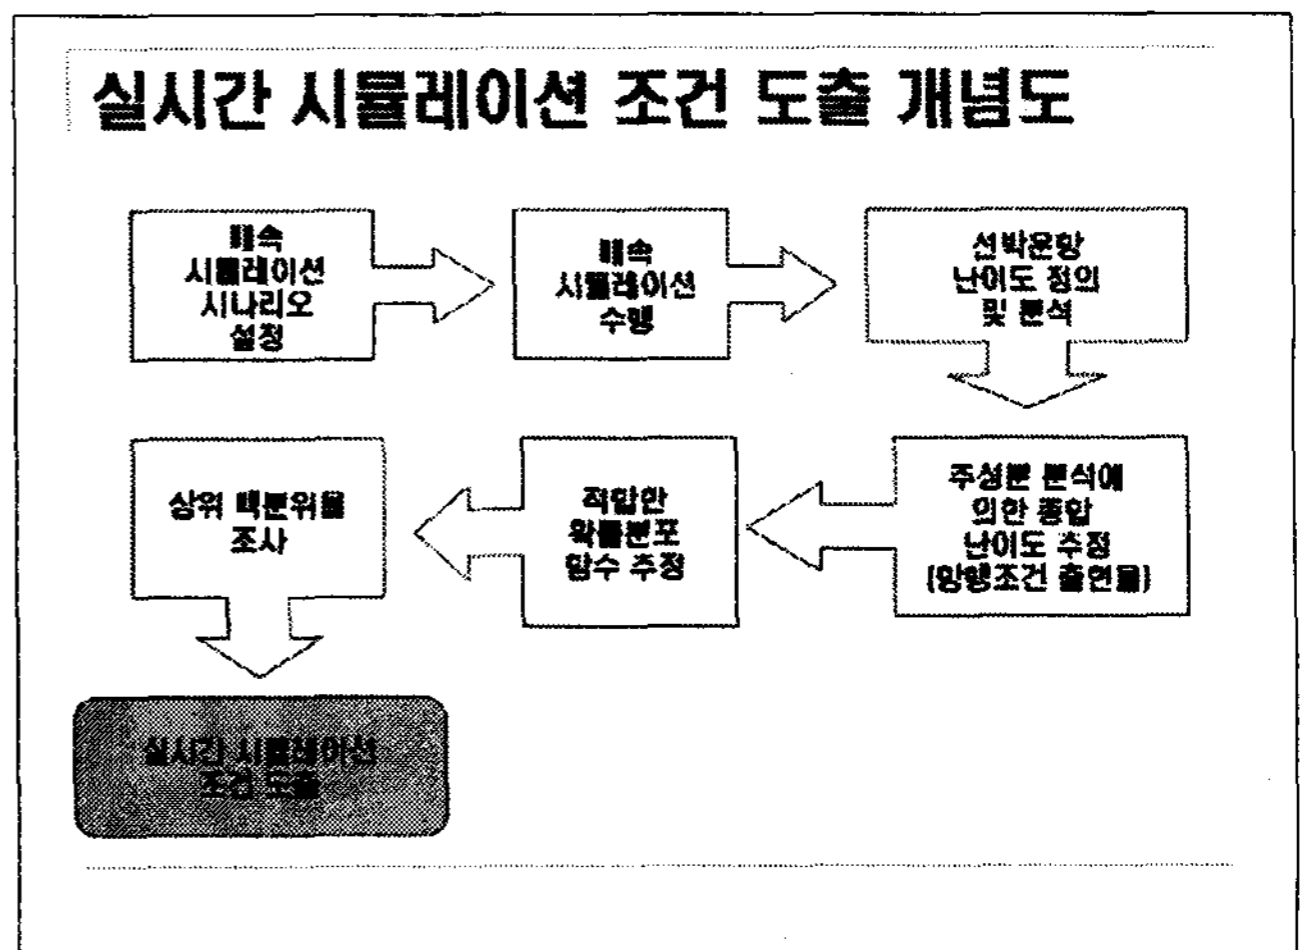 실시간 시뮬레이션 조건 도출 개념도
배속
시뮬레이션
시나리오
설정
배속
시뮬레이션
수행
선박운항
난이도 정의
및 분석
주성분 분석에
의한 종합
난이도 추정
(항행조건 출현율)
적합한
확률분포
함수 추정
상위 백분위율
조사
실시간 시뮬레이션
조건 도출